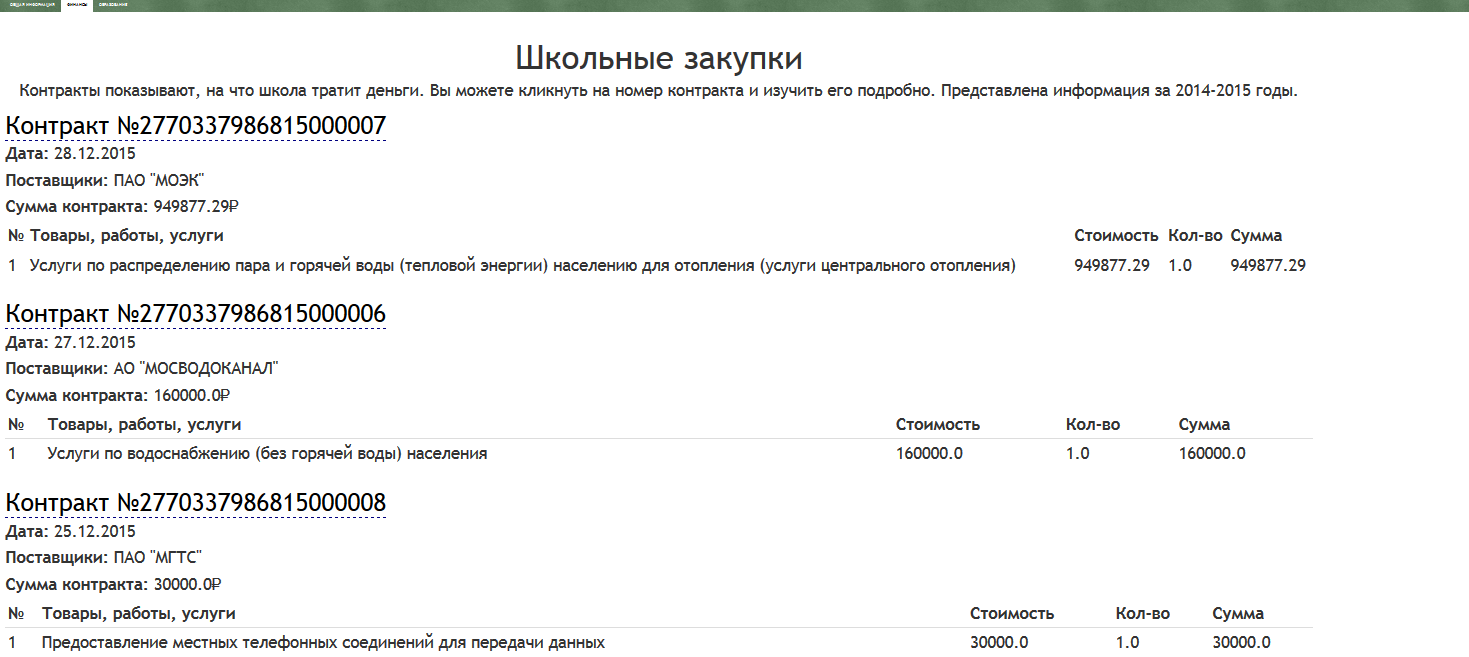 ОБЩАЯ ИНФОРМАЦИЯ ФИНАНСЫ ОБРАЗОВАНИЕ
Школьные закупки
Контракты показывают, на что школа тратит деньги. Вы можете кликнуть на номер контракта и изучить его подробно. Представлена информация за 2014-2015 годы.
Контракт №2770337986815000007
Дата: 28.12.2015
Поставщики: ПАО "МОЭК"
Сумма контракта: 949877.29₽
№ Товары, работы, услуги Стоимость Кол-во Сумма
1 Услуги по распределению пара и горячей воды (тепловой энергии) населению для отопления (услуги центрального отопления) 949877.29 1.0 949877.29
Контракт №2770337986815000006
Дата: 27.12.2015
Поставщики: АО "МОСВОДОКАНАЛ"
Сумма контракта: 160000.0₽
№ Товары, работы, услуги Стоимость Кол-во Сумма
1 Услуги по водоснабжению (без горячей воды) населения 160000.0 1.0 160000.0
Контракт №2770337986815000008
Дата: 25.12.2015
Поставщики: ПАО "МГТС"
Сумма контракта: 30000.0₽
№ Товары, работы, услуги Стоимость Кол-во Сумма
1 Предоставление местных телефонных соединений для передачи данных 30000.0 1.0 30000.0